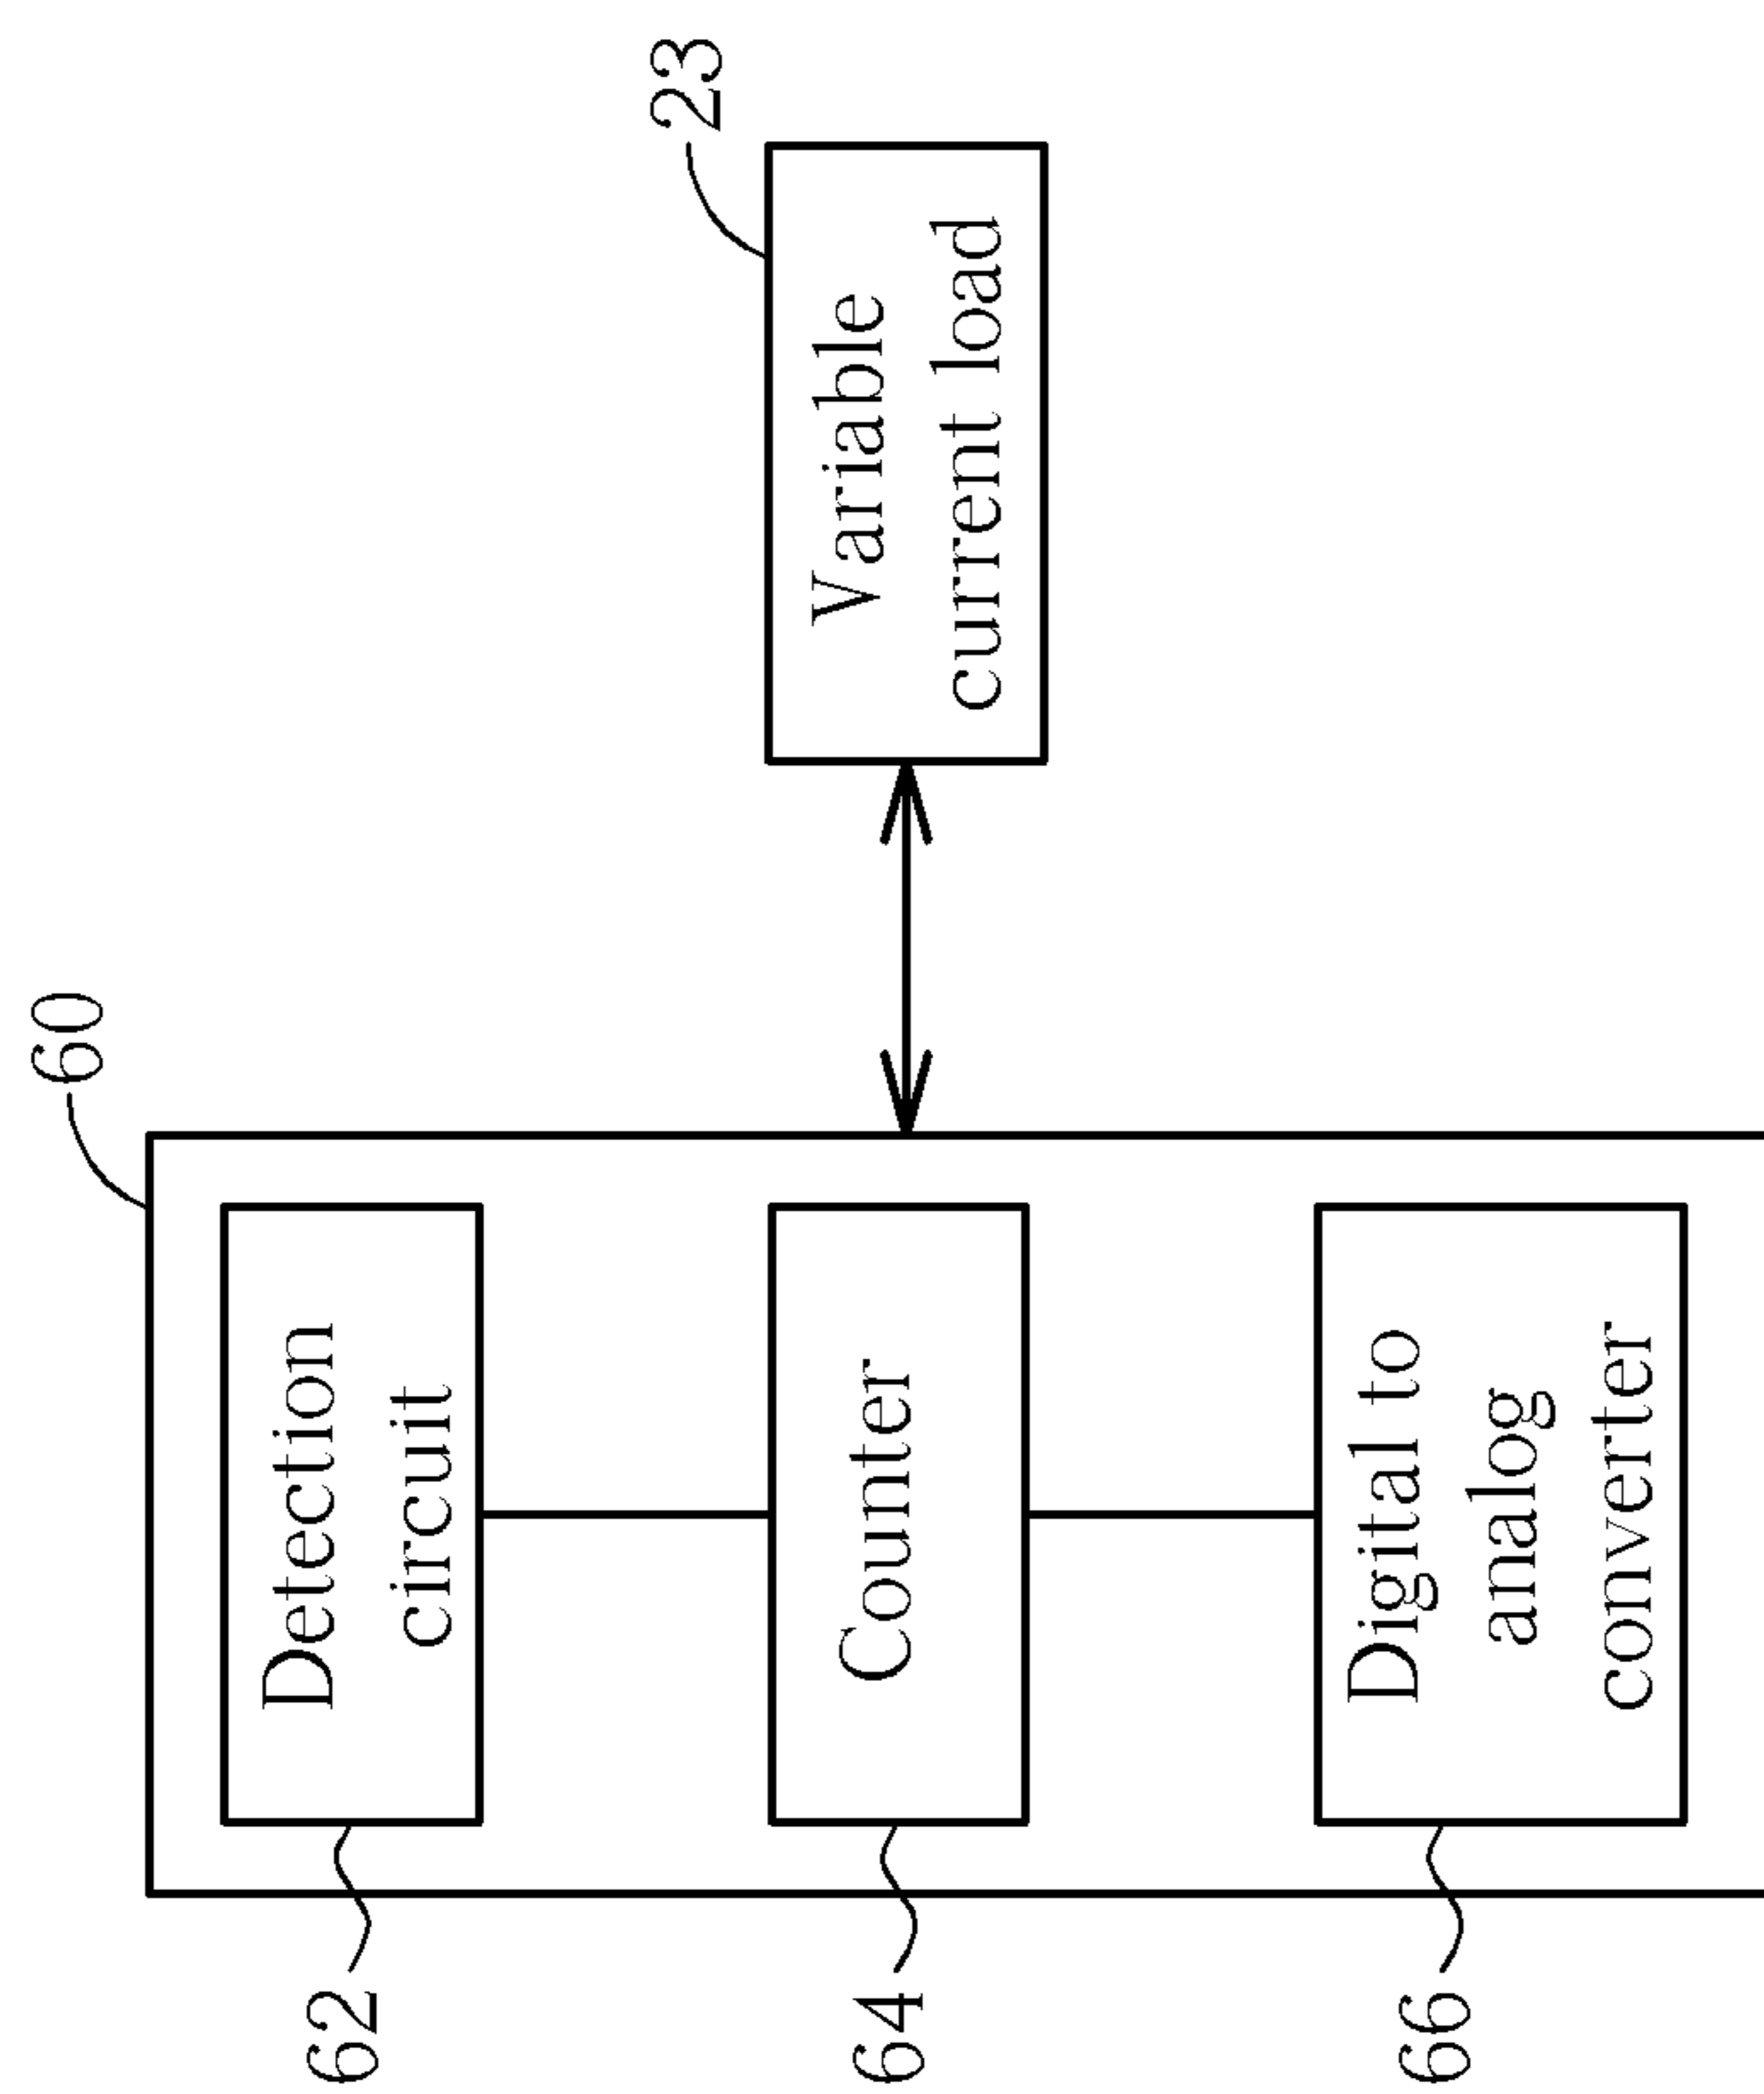 60
62
Detection
circuit
64
Counter
66
Digital to
analog
converter
23
Variable
current load